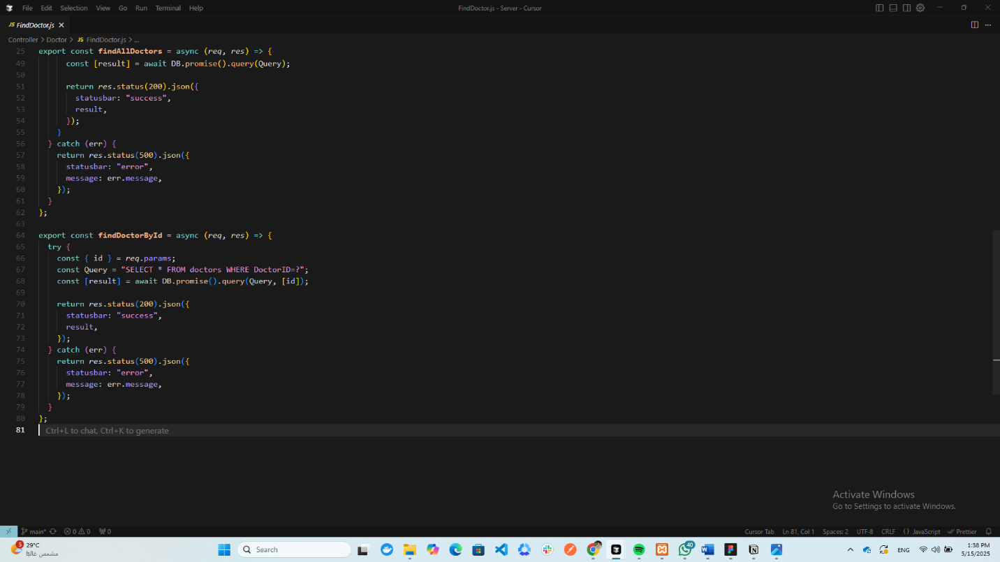 File Edit Selection View Go Run Terminal Help FindDoctor.js - Server - Cursor
JS FindDoctor.js
Controller > Doctor > JS FindDoctor.js > ...
25 export const findAllDoctors = async (req, res) => {
49 const [result] = await DB.promise().query(Query);
50
51 return res.status(200).json({
52 statusbar: "success",
53 result,
54 });
55 }
56 } catch (err) {
57 return res.status(500).json({
58 statusbar: "error",
59 message: err.message,
60 });
61 }
62 };
63
64 export const findDoctorById = async (req, res) => {
65 try {
66 const { id } = req.params;
67 const Query = "SELECT * FROM doctors WHERE DoctorID=?";
68 const [result] = await DB.promise().query(Query, [id]);
69
70 return res.status(200).json({
71 statusbar: "success",
72 result,
73 });
74 } catch (err) {
75 return res.status(500).json({
76 statusbar: "error",
77 message: err.message,
78 });
79 }
80 };
81 Ctrl+L to chat, Ctrl+K to generate
Activate Windows
Go to Settings to activate Windows.
main* 0 0 0 Cursor Tab Ln 81, Col 1 Spaces: 2 UTF-8 CRLF {} JavaScript Prettier
5 29°C
مشمس غالبًا
Search
40
ENG
1:38 PM
5/15/2025